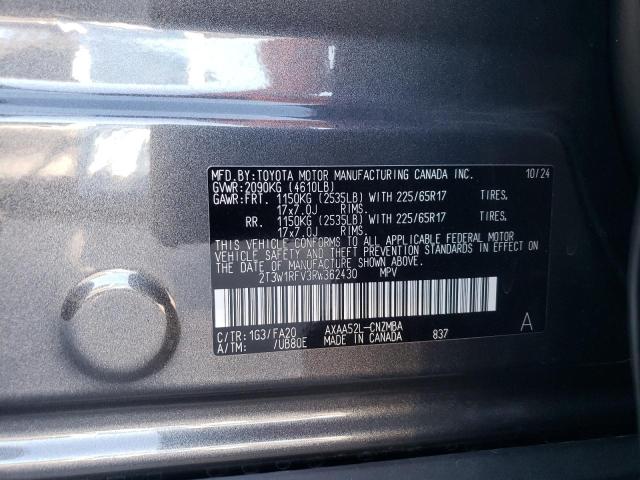 MFD.BY:TOYOTA MOTOR MANUFACTURING CANADA INC. 10/24
GVWR:2090KG (4610LB)
GAWR:FRT. 1150KG (2535LB) WITH 225/65R17 TIRES,
17x7.0J RIMS.
RR. 1150KG (2535LB) WITH 225/65R17 TIRES,
17x7.0J RIMS.
THIS VEHICLE CONFORMS TO ALL APPLICABLE FEDERAL MOTOR
VEHICLE SAFETY AND THEFT PREVENTION STANDARDS IN EFFECT ON
THE DATE OF MANUFACTURE SHOWN ABOVE.
2T3W1RFV3RW362430 MPV
C/TR:1G3/FA20 AXAA52L-CNZMBA A
A/TM: /UB80E MADE IN CANADA 837